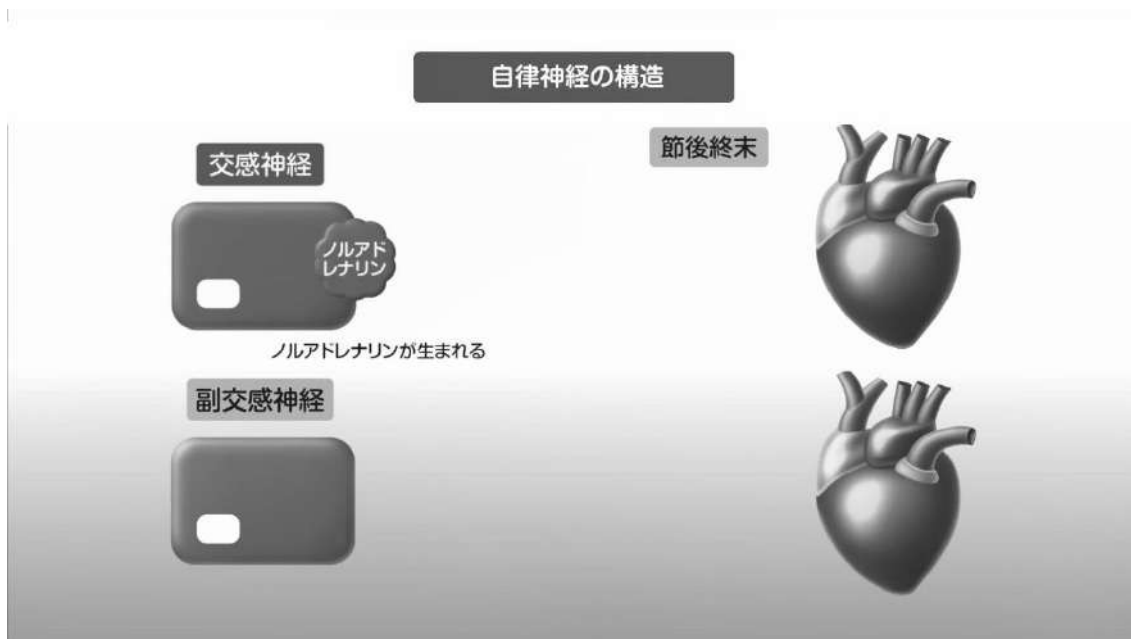 自律神経の構造
節後終末
交感神経
ノルアド
レナリン
ノルアドレナリンが生まれる
副交感神経